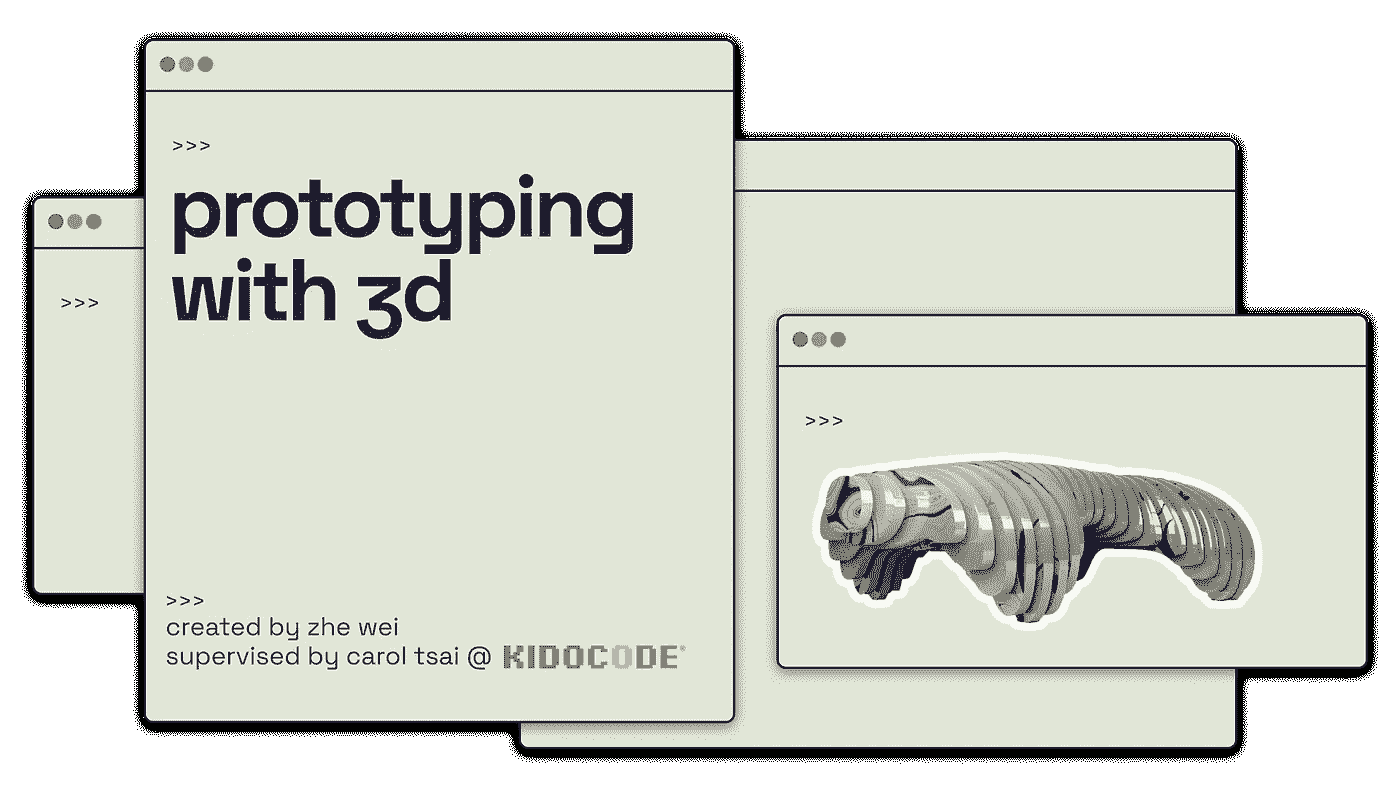 >>>
prototyping
with 3d
>>>
created by zhe wei
supervised by carol tsai @ KIDOCODE®
>>>
>>>